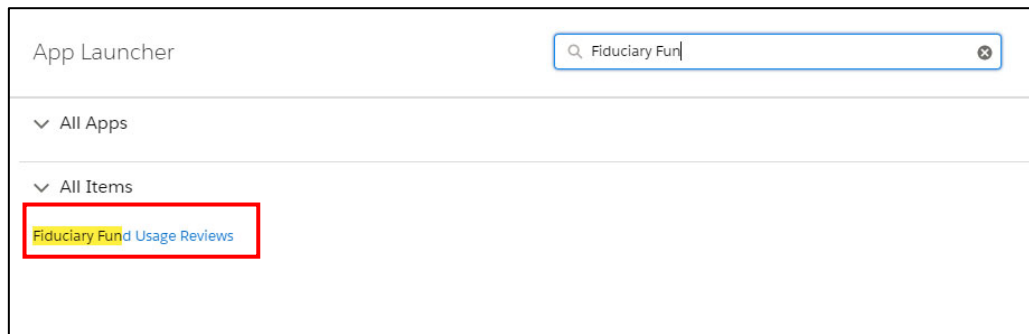 App Launcher
Fiduciary Fun
All Apps
All Items
Fiduciary Fund Usage Reviews